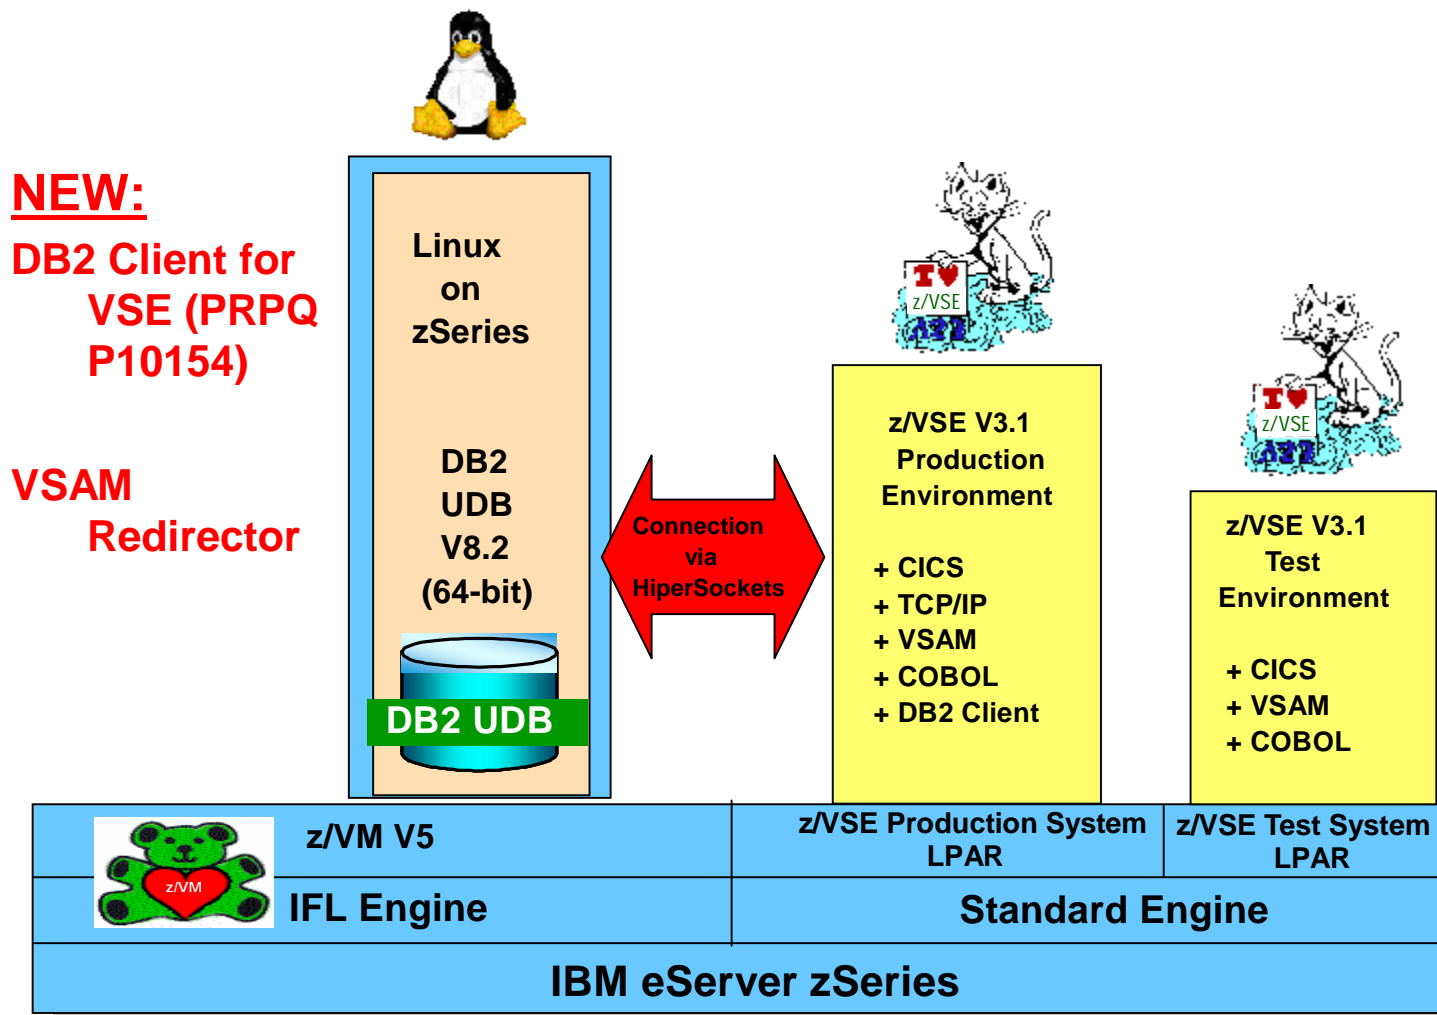 NEW:
DB2 Client for
VSE (PRPQ
P10154)
VSAM
Redirector
Linux
on
zSeries
DB2
UDB
V8.2
(64-bit)
DB2 UDB
Connection
via
HiperSockets
I ♥
z/VSE
z/VSE V3.1
Production
Environment
+ CICS
+ TCP/IP
+ VSAM
+ COBOL
+ DB2 Client
I ♥
z/VSE
z/VSE V3.1
Test
Environment
+ CICS
+ VSAM
+ COBOL
z/VM
z/VM V5
z/VSE Production System
LPAR
z/VSE Test System
LPAR
IFL Engine
Standard Engine
IBM eServer zSeries